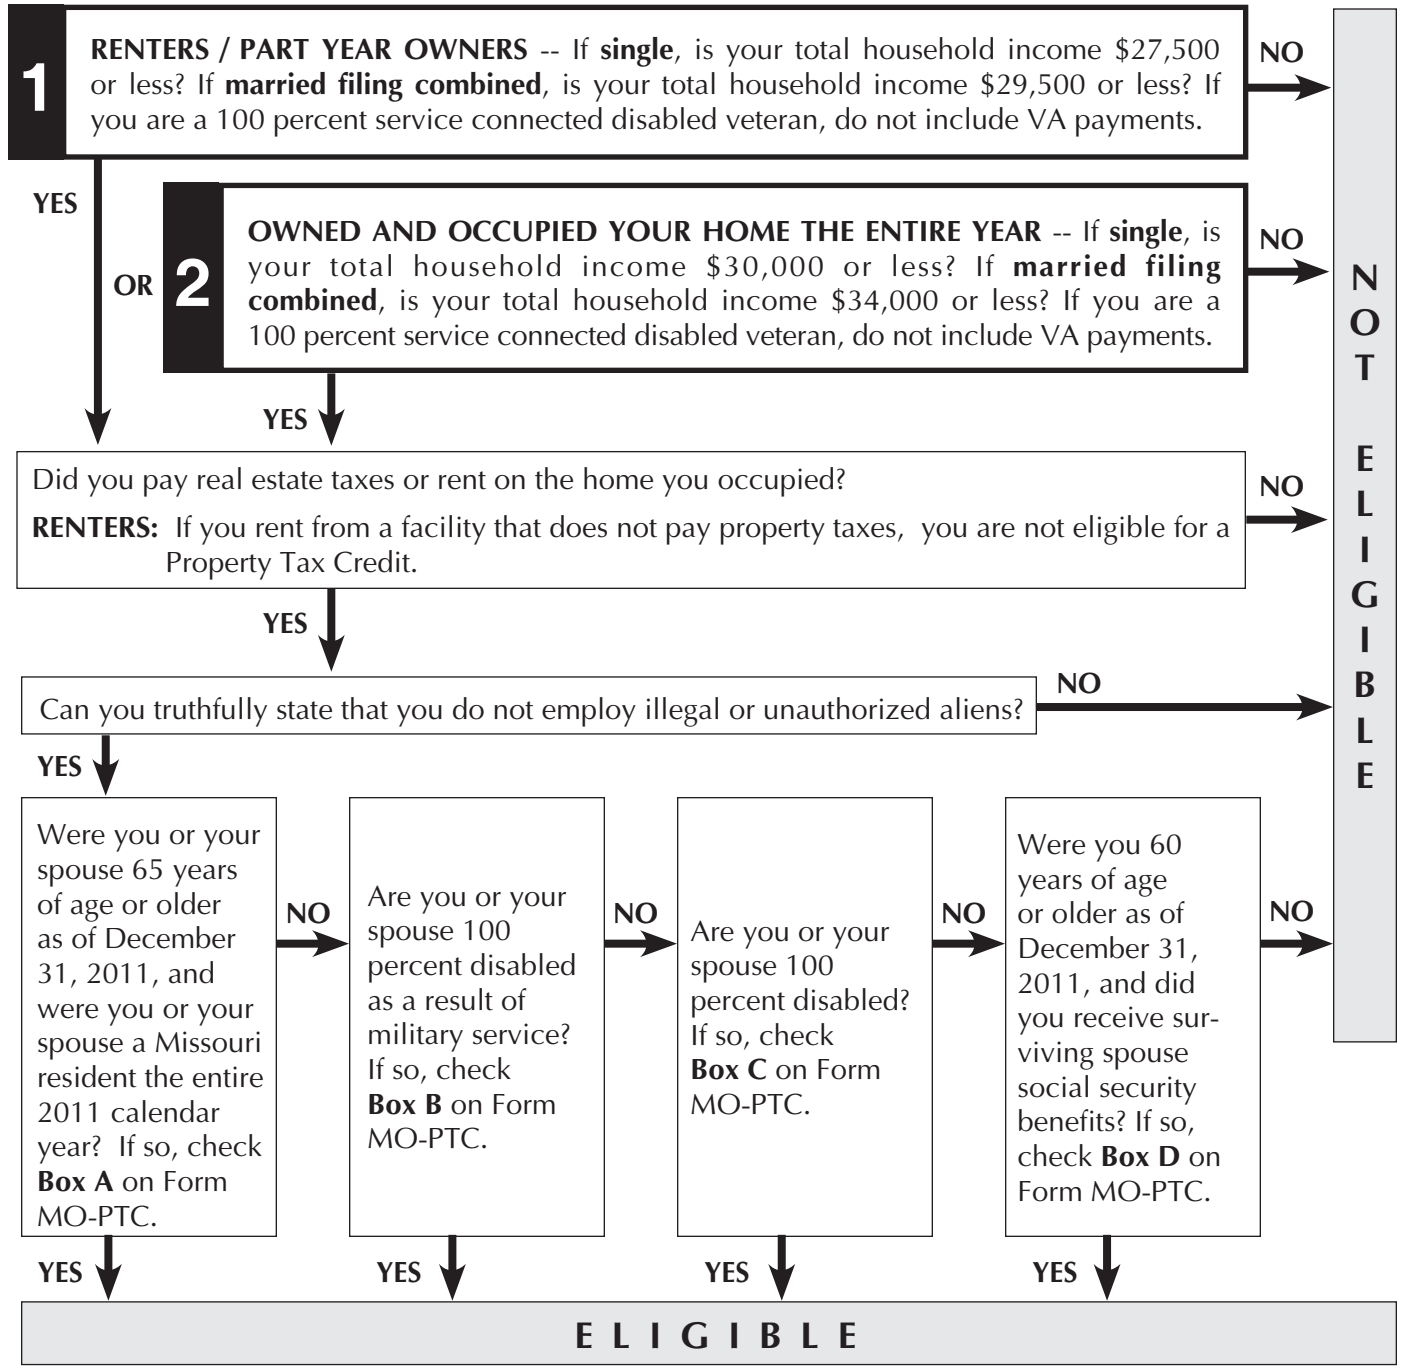 1
RENTERS / PART YEAR OWNERS -- If single, is your total household income $27,500
or less? If married filing combined, is your total household income $29,500 or less? If
you are a 100 percent service connected disabled veteran, do not include VA payments.
NO
YES
OR
2
OWNED AND OCCUPIED YOUR HOME THE ENTIRE YEAR -- If single, is
your total household income $30,000 or less? If married filing
combined, is your total household income $34,000 or less? If you are a
100 percent service connected disabled veteran, do not include VA payments.
NO
YES
Did you pay real estate taxes or rent on the home you occupied?
RENTERS: If you rent from a facility that does not pay property taxes, you are not eligible for a
Property Tax Credit.
NO
YES
Can you truthfully state that you do not employ illegal or unauthorized aliens?
NO
YES
Were you or your
spouse 65 years
of age or older
as of December
31, 2011, and
were you or your
spouse a Missouri
resident the entire
2011 calendar
year? If so, check
Box A on Form
MO-PTC.
NO
Are you or your
spouse 100
percent disabled
as a result of
military service?
If so, check
Box B on Form
MO-PTC.
NO
Are you or your
spouse 100
percent disabled?
If so, check
Box C on Form
MO-PTC.
NO
Were you 60
years of age
or older as of
December 31,
2011, and did
you receive sur-
viving spouse
social security
benefits? If so,
check Box D on
Form MO-PTC.
NO
YES
YES
YES
YES
NOT ELIGIBLE
ELIGIBLE